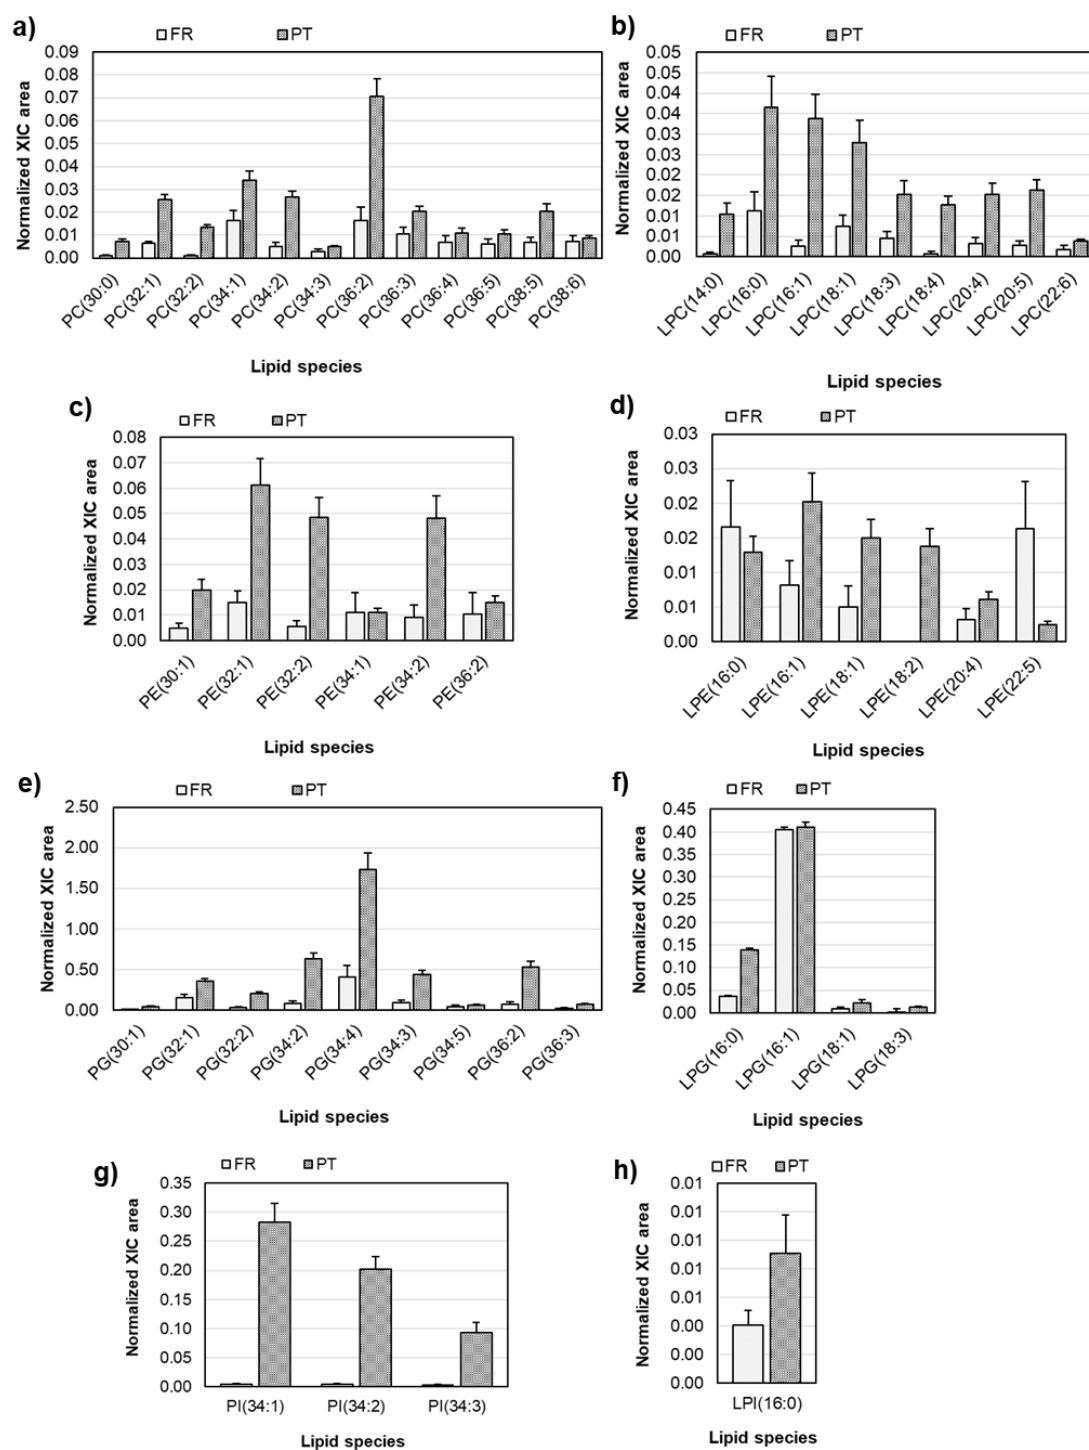 a)
FR PT
0.09
0.08
0.07
0.06
0.05
0.04
0.03
0.02
0.01
0.00
Normalized XIC area
PC(30:0) PC(32:1) PC(32:2) PC(34:1) PC(34:2) PC(34:3) PC(36:2) PC(36:3) PC(36:4) PC(36:5) PC(38:5) PC(38:6)
Lipid species
b)
FR PT
0.05
0.05
0.04
0.04
0.03
0.03
0.02
0.02
0.01
0.01
0.00
Normalized XIC area
LPC(14:0) LPC(16:0) LPC(16:1) LPC(18:1) LPC(18:3) LPC(18:4) LPC(20:4) LPC(20:5) LPC(22:6)
Lipid species
c)
FR PT
0.08
0.07
0.06
0.05
0.04
0.03
0.02
0.01
0.00
Normalized XIC area
PE(30:1) PE(32:1) PE(32:2) PE(34:1) PE(34:2) PE(36:2)
Lipid species
d)
FR PT
0.03
0.03
0.02
0.02
0.01
0.01
0.00
Normalized XIC area
LPE(16:0) LPE(16:1) LPE(18:1) LPE(18:2) LPE(20:4) LPE(22:5)
Lipid species
e)
FR PT
2.50
2.00
1.50
1.00
0.50
0.00
Normalized XIC area
PG(30:1) PG(32:1) PG(32:2) PG(34:2) PG(34:4) PG(34:3) PG(34:5) PG(36:2) PG(36:3)
Lipid species
f)
FR PT
0.45
0.40
0.35
0.30
0.25
0.20
0.15
0.10
0.05
0.00
Normalized XIC area
LPG(16:0) LPG(16:1) LPG(18:1) LPG(18:3)
Lipid species
g)
FR PT
0.35
0.30
0.25
0.20
0.15
0.10
0.05
0.00
Normalized XIC area
PI(34:1) PI(34:2) PI(34:3)
Lipid species
h)
FR PT
0.01
0.01
0.01
0.01
0.01
0.00
0.00
0.00
Normalized XIC area
LPI(16:0)
Lipid species